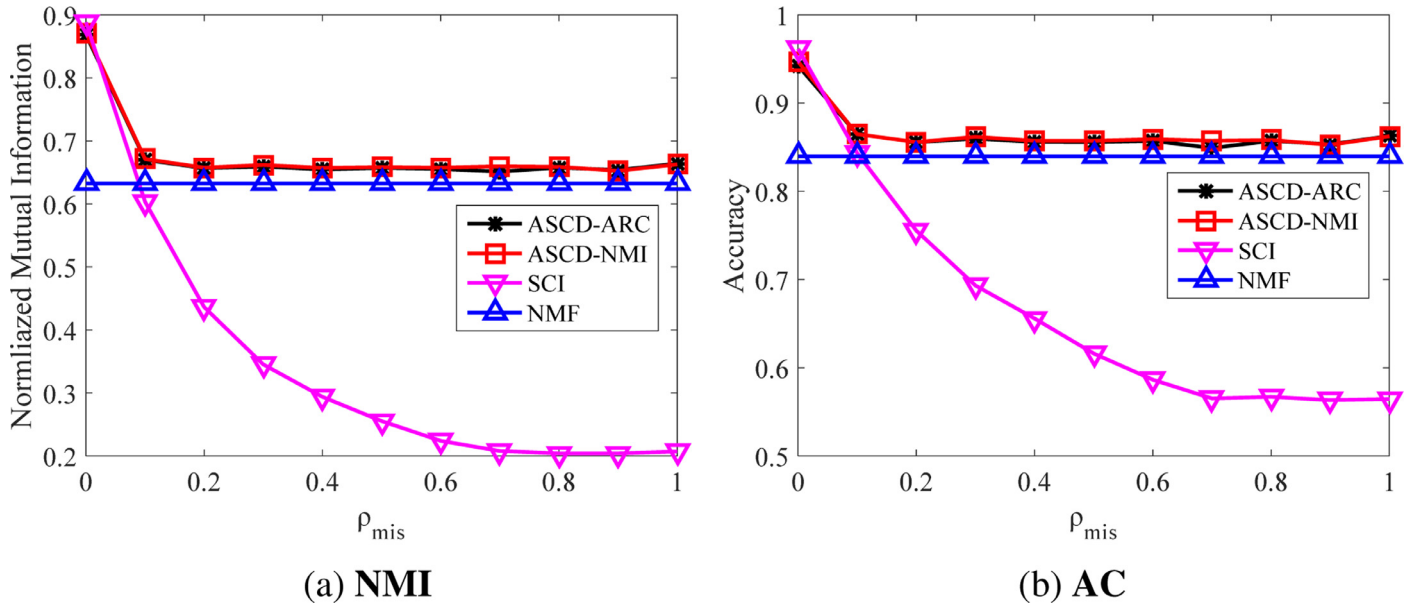 0.9
0.8
0.7
0.6
0.5
0.4
0.3
0.2
Normliazed Mutual Information
0 0.2 0.4 0.6 0.8 1
ρmis
ASCD-ARC
ASCD-NMI
SCI
NMF
(a) NMI
1
0.9
0.8
0.7
0.6
0.5
Accuracy
0 0.2 0.4 0.6 0.8 1
ρmis
ASCD-ARC
ASCD-NMI
SCI
NMF
(b) AC